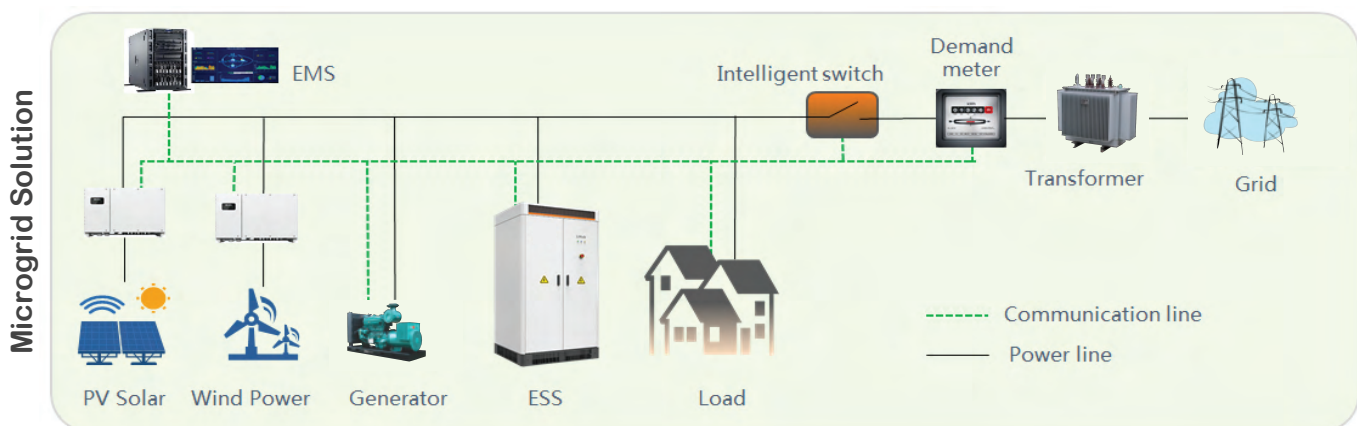 Microgrid Solution
EMS
Intelligent switch
Demand
meter
Transformer
Grid
PV Solar
Wind Power
Generator
ESS
Load
Communication line
Power line